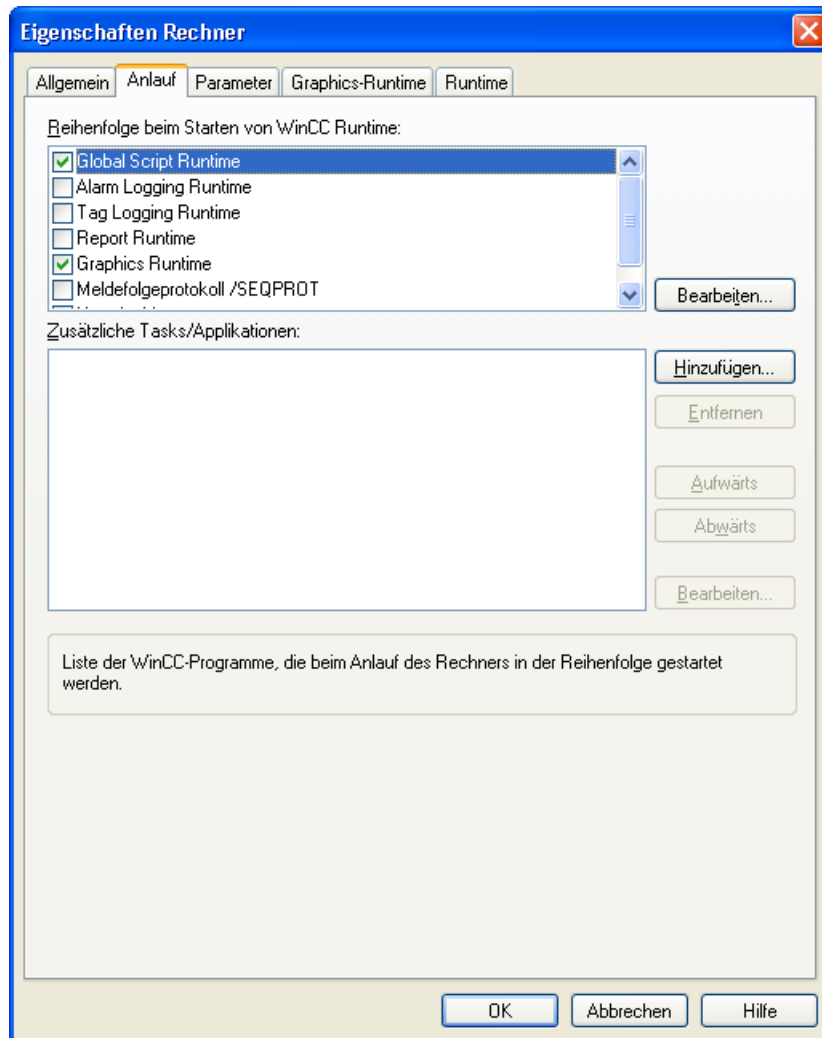 Eigenschaften Rechner
Allgemein Anlauf Parameter Graphics-Runtime Runtime
Reihenfolge beim Starten von WinCC Runtime:
Global Script Runtime
Alarm Logging Runtime
Tag Logging Runtime
Report Runtime
Graphics Runtime
Meldefolgeprotokoll /SEQPROT
Bearbeiten...
Zusätzliche Tasks/Applikationen:
Hinzufügen...
Entfernen
Aufwärts
Abwärts
Bearbeiten...
Liste der WinCC-Programme, die beim Anlauf des Rechners in der Reihenfolge gestartet
werden.
OK Abbrechen Hilfe